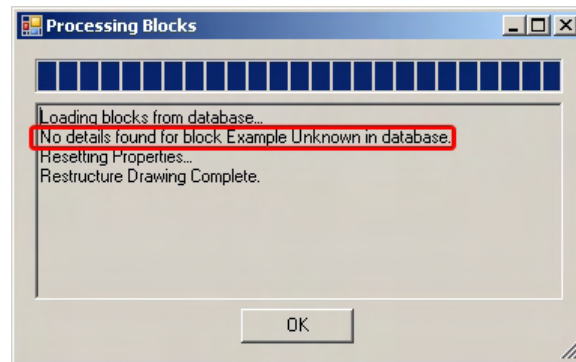 Processing Blocks
Loading blocks from database...
No details found for block Example Unknown in database.
Resetting Properties...
Restructure Drawing Complete.
OK